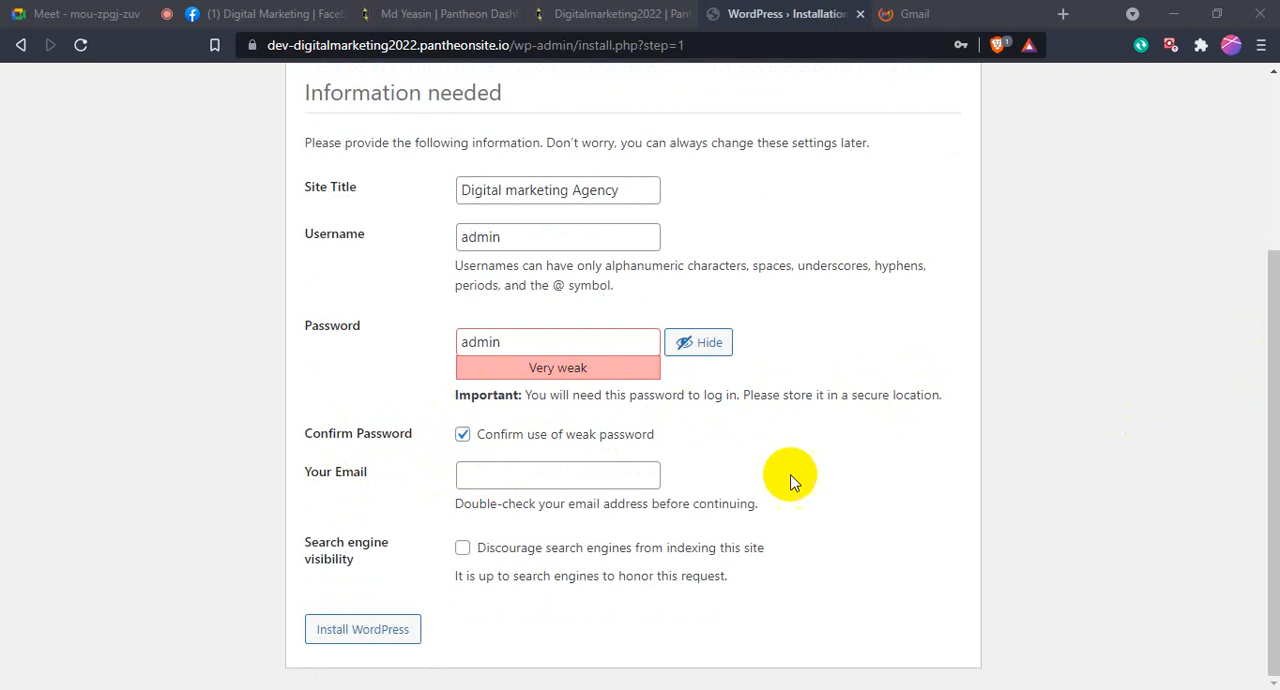 Meet - mou-zpgj-zuv
(1) Digital Marketing | Facel
Md Yeasin | Pantheon Dashl
Digitalmarketing2022 | Pant
WordPress › Installation
Gmail
dev-digitalmarketing2022.pantheonsite.io/wp-admin/install.php?step=1
1
Information needed
Please provide the following information. Don't worry, you can always change these settings later.
Site Title
Digital marketing Agency
Username
admin
Usernames can have only alphanumeric characters, spaces, underscores, hyphens,
periods, and the @ symbol.
Password
admin
Hide
Very weak
Important: You will need this password to log in. Please store it in a secure location.
Confirm Password
Confirm use of weak password
Your Email
Double-check your email address before continuing.
Search engine
visibility
Discourage search engines from indexing this site
It is up to search engines to honor this request.
Install WordPress